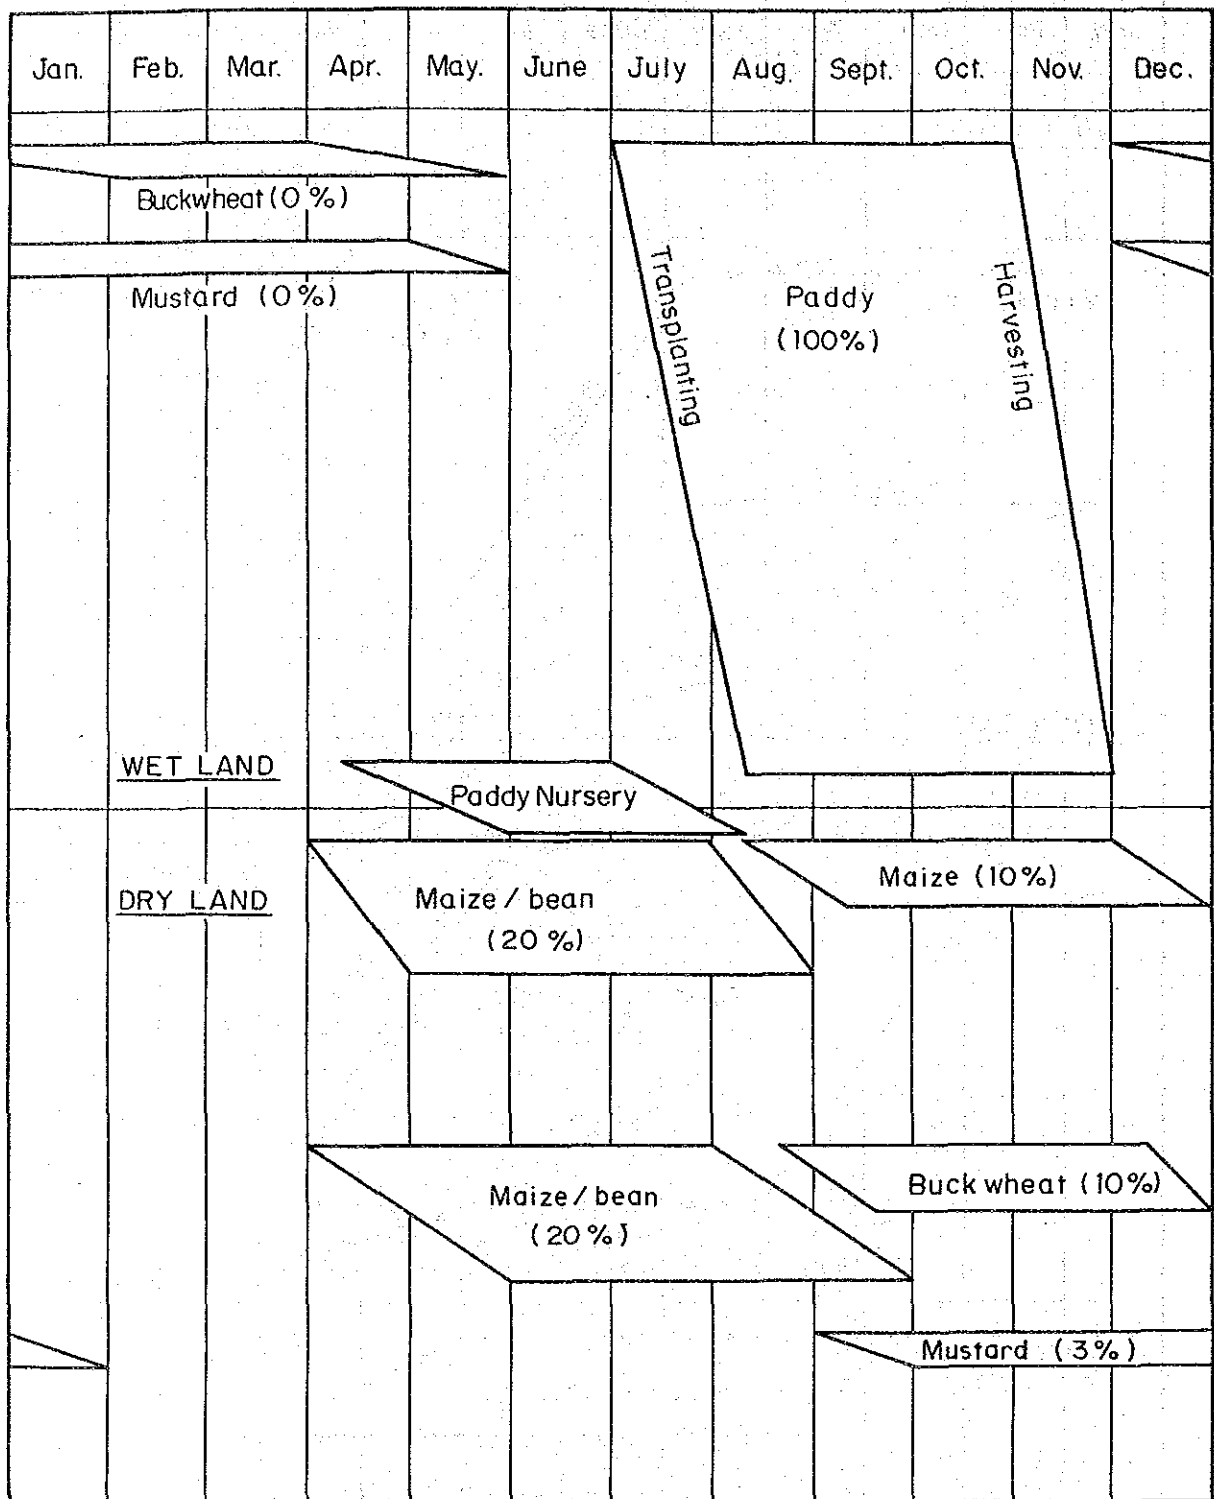 Jan. Feb. Mar. Apr. May. June July Aug. Sept. Oct. Nov. Dec.
Buckwheat (0 %)
Mustard (0%)
Transplanting
Paddy
(100%)
Harvesting
WET LAND
Paddy Nursery
DRY LAND
Maize / bean
(20 %)
Maize (10%)
Maize / bean
(20 %)
Buck wheat (10%)
Mustard (3%)